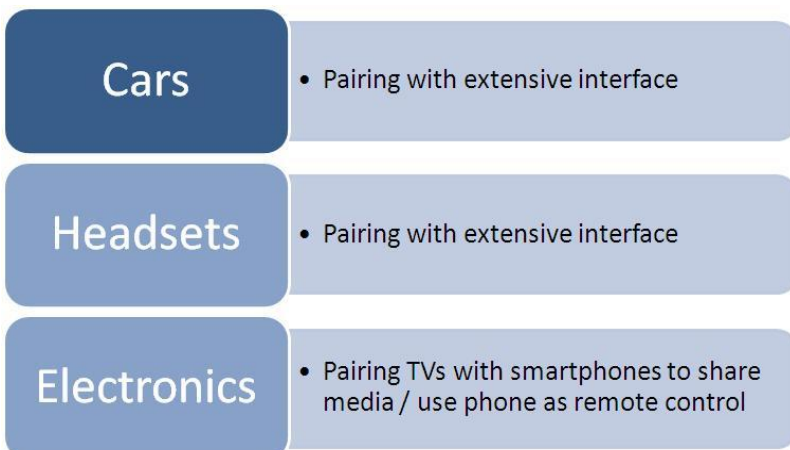 Cars
• Pairing with extensive interface
Headsets
• Pairing with extensive interface
Electronics
• Pairing TVs with smartphones to share
media / use phone as remote control